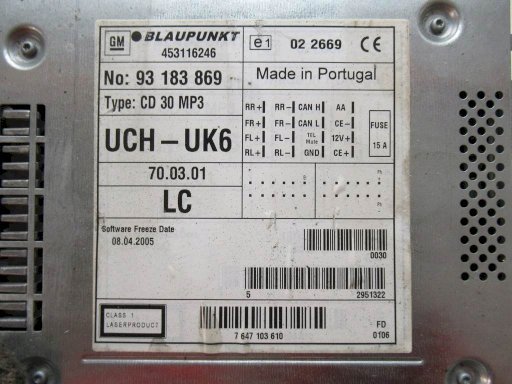 GM BLAUPUNKT
453116246
e1 02 2669 CE
No: 93 183 869
Made in Portugal
Type: CD 30 MP3
UCH-UK6
70.03.01
LC
RR+ RR- CAN H AA
FR+ FR- CAN L CE-
FL+ FL- TEL Mute 12V+
RL+ RL- GND CE+
FUSE
15 A
Software Freeze Date
08.04.2005
0030
5 2951322
CLASS 1
LASERPRODUCT
7 647 103 610
FD
0106